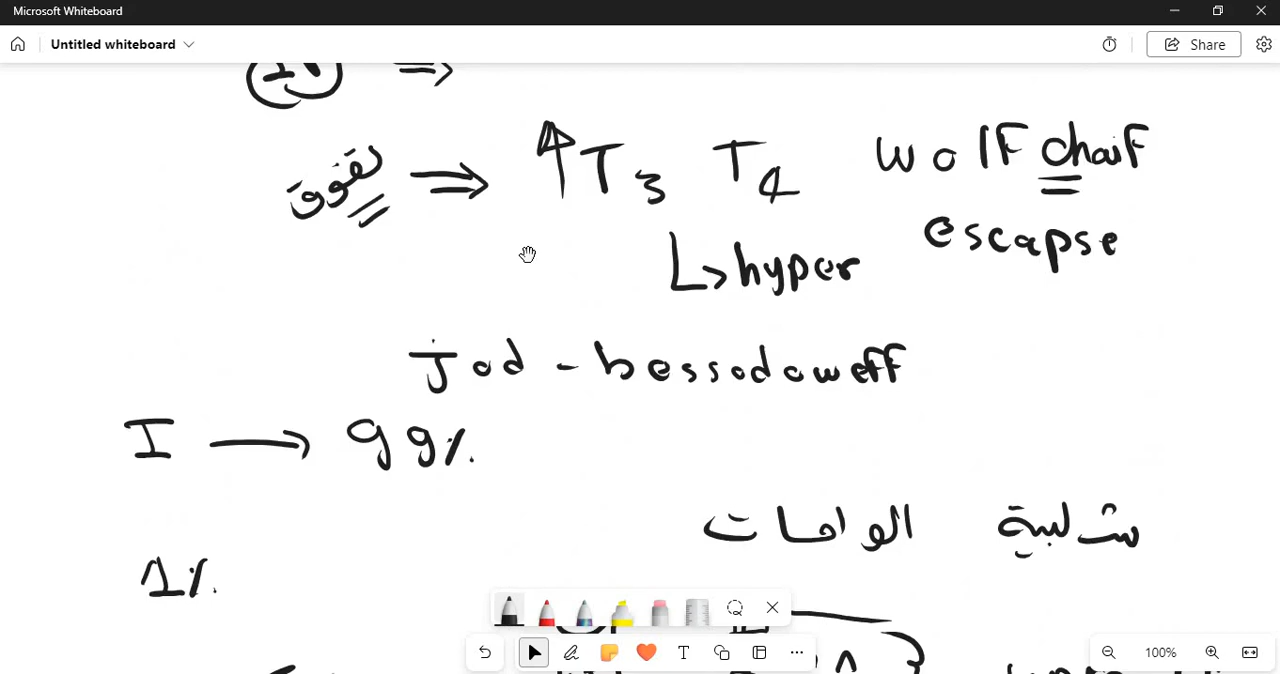 Microsoft Whiteboard
Untitled whiteboard
Share
⇒
تفوق ⇒ ↑ T3 T4 wolf chaif
escapse
↳ hyper
jod - bessodoweff
I → 99%
شلبية الواحات
1%
100%